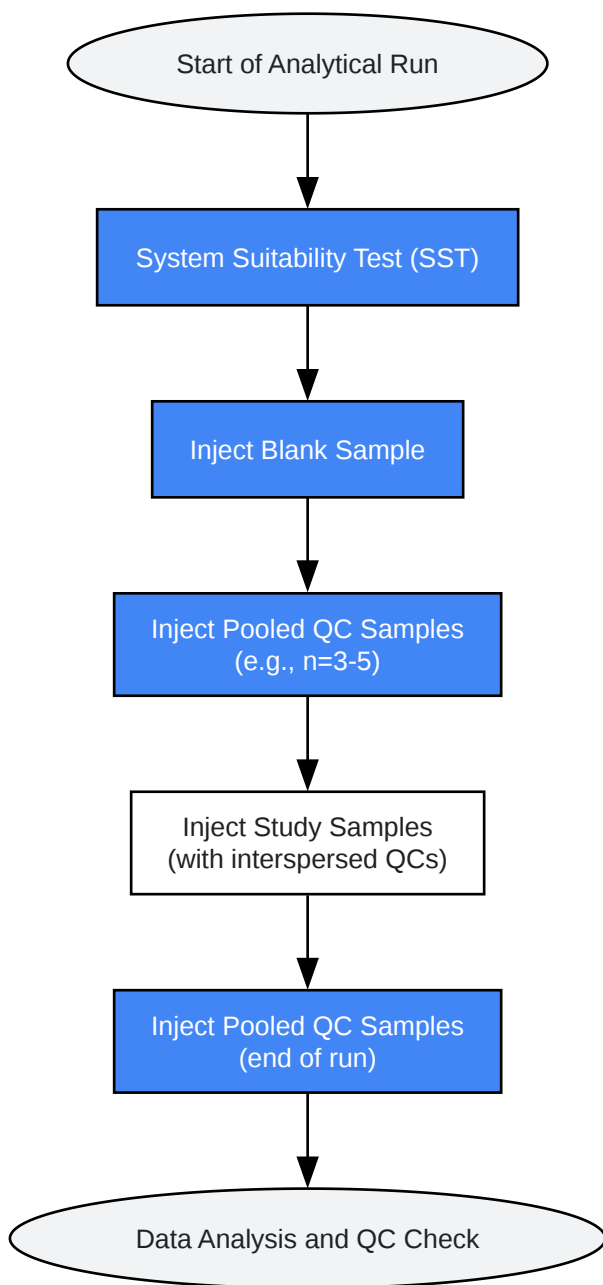 Start of Analytical Run
System Suitability Test (SST)
Inject Blank Sample
Inject Pooled QC Samples
(e.g., n=3-5)
Inject Study Samples
(with interspersed QCs)
Inject Pooled QC Samples
(end of run)
Data Analysis and QC Check